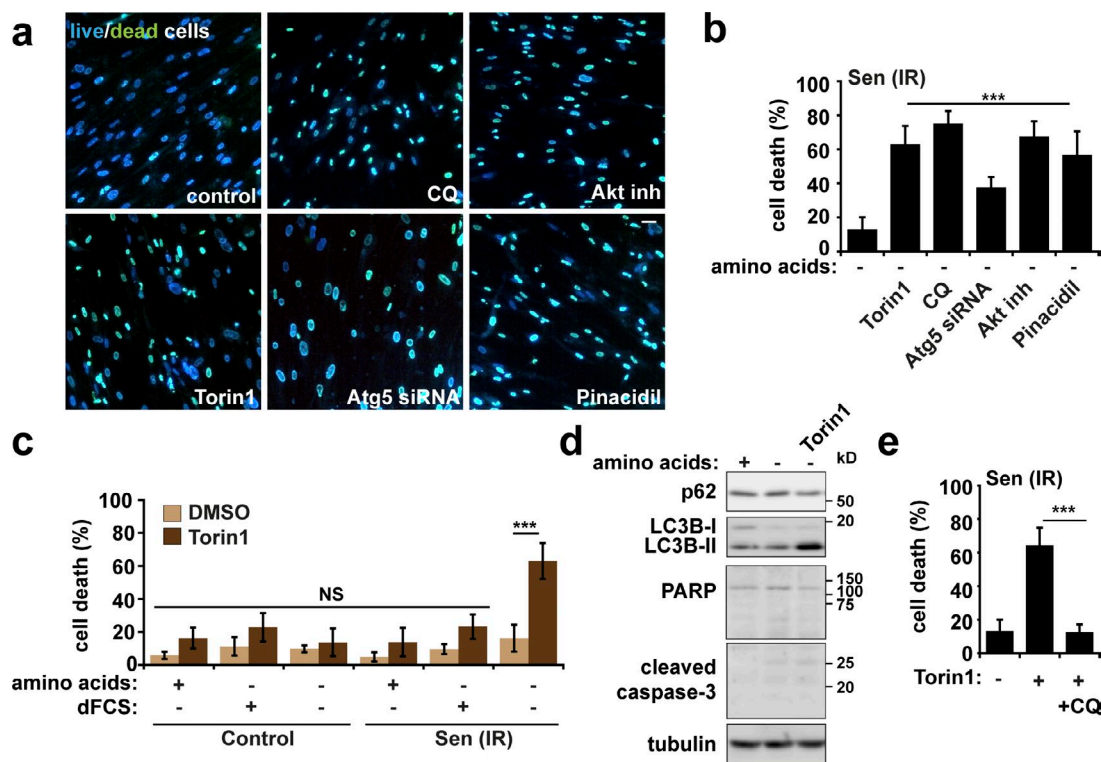 a
live/dead cells
control
CQ
Akt inh
Torin1
Atg5 siRNA
Pinacidil
b
Sen (IR)
***
cell death (%)
100
80
60
40
20
0
amino acids: - - - - - -
Torin1
CQ
Atg5 siRNA
Akt inh
Pinacidil
c
cell death (%)
100
80
60
40
20
0
DMSO
Torin1
NS
***
amino acids: + - - + - -
dFCS: - + - - + -
Control
Sen (IR)
d
Torin1
amino acids: + - - kD
p62
50
20
LC3B-I
LC3B-II
PARP
150
100
75
cleaved
caspase-3
25
20
tubulin
e
Sen (IR)
***
cell death (%)
100
80
60
40
20
0
Torin1: - + +
+CQ